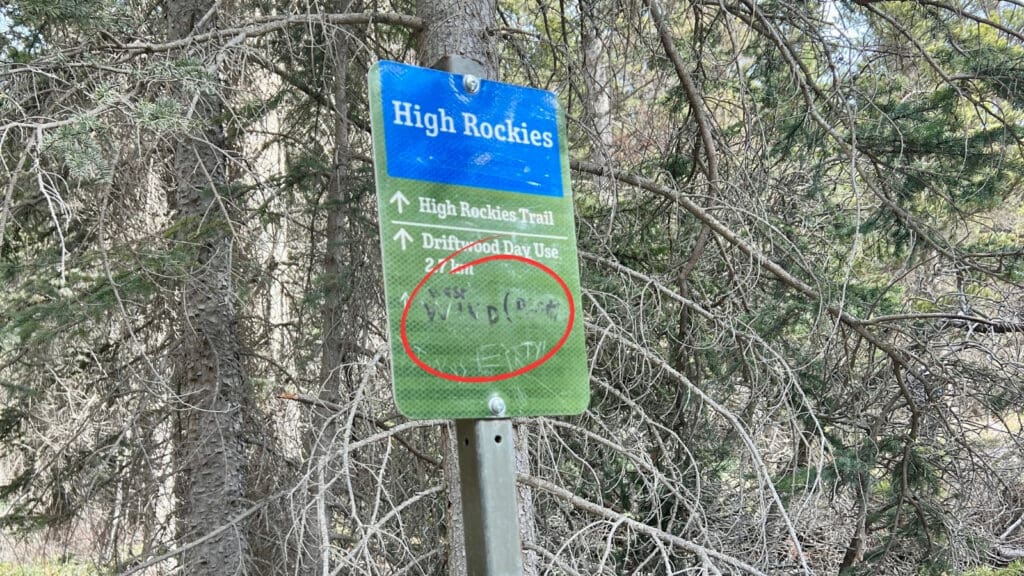 High Rockies
↑ High Rockies Trail
↑ Driftwood Day Use
2.7 km